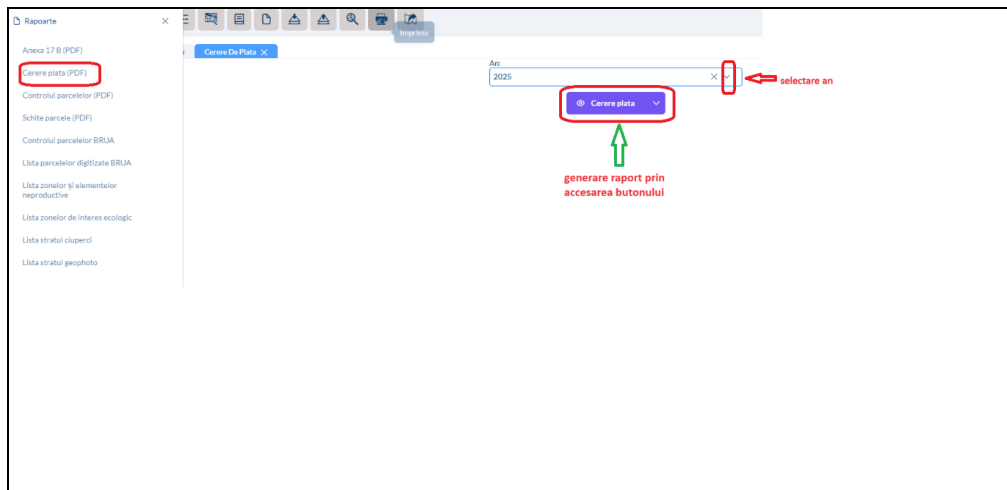 Rapoarte
Imprimă
Anexa 17 B (PDF)
Cerere plata (PDF)
Controlul parcelelor (PDF)
Schite parcele (PDF)
Controlul parcelelor BRUA
Lista parcelelor digitizate BRUA
Lista zonelor și elementelor
neproductive
Lista zonelor de interes ecologic
Lista stratul ciuperci
Lista stratul geophoto
Cerere De Plata
An:
2025
selectare an
Cerere plata
generare raport prin
accesarea butonului